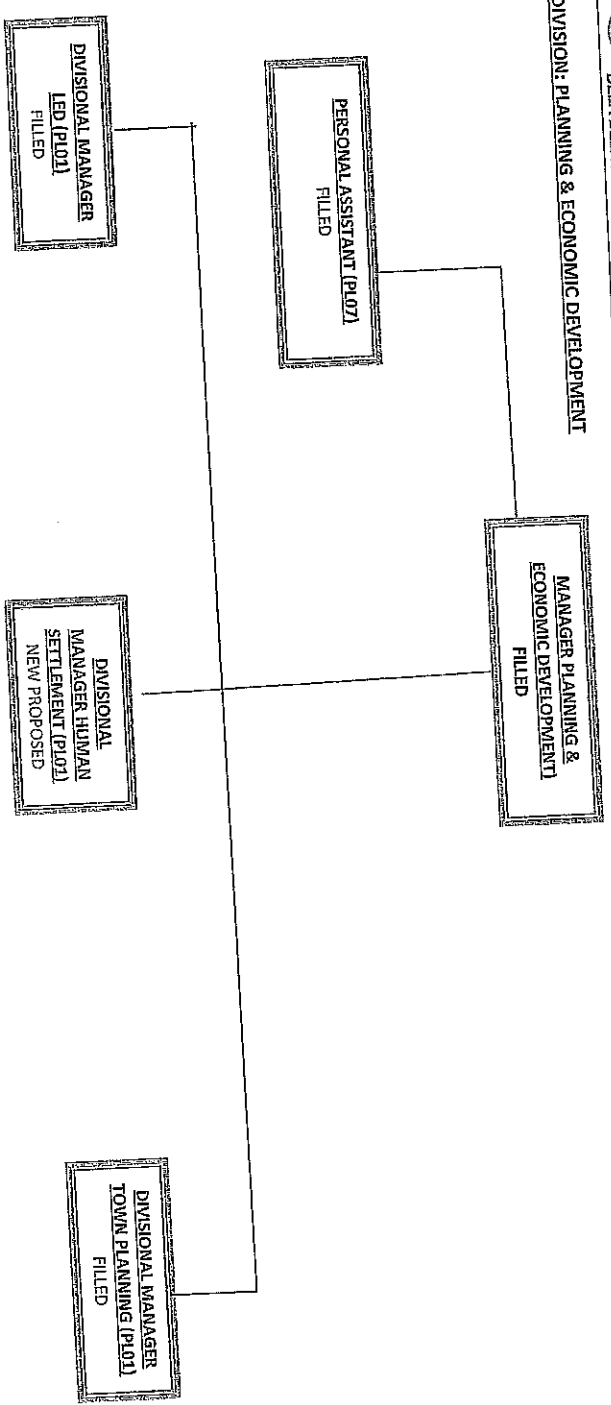 DIVISION: PLANNING & ECONOMIC DEVELOPMENT
MANAGER PLANNING &
ECONOMIC DEVELOPMENT)
FILLED
PERSONAL ASSISTANT (PL07)
FILLED
DIVISIONAL MANAGER
LED (PL01)
FILLED
DIVISIONAL
MANAGER HUMAN
SETTLEMENT (PL01)
NEW PROPOSED
DIVISIONAL MANAGER
TOWN PLANNING (PL01)
FILLED